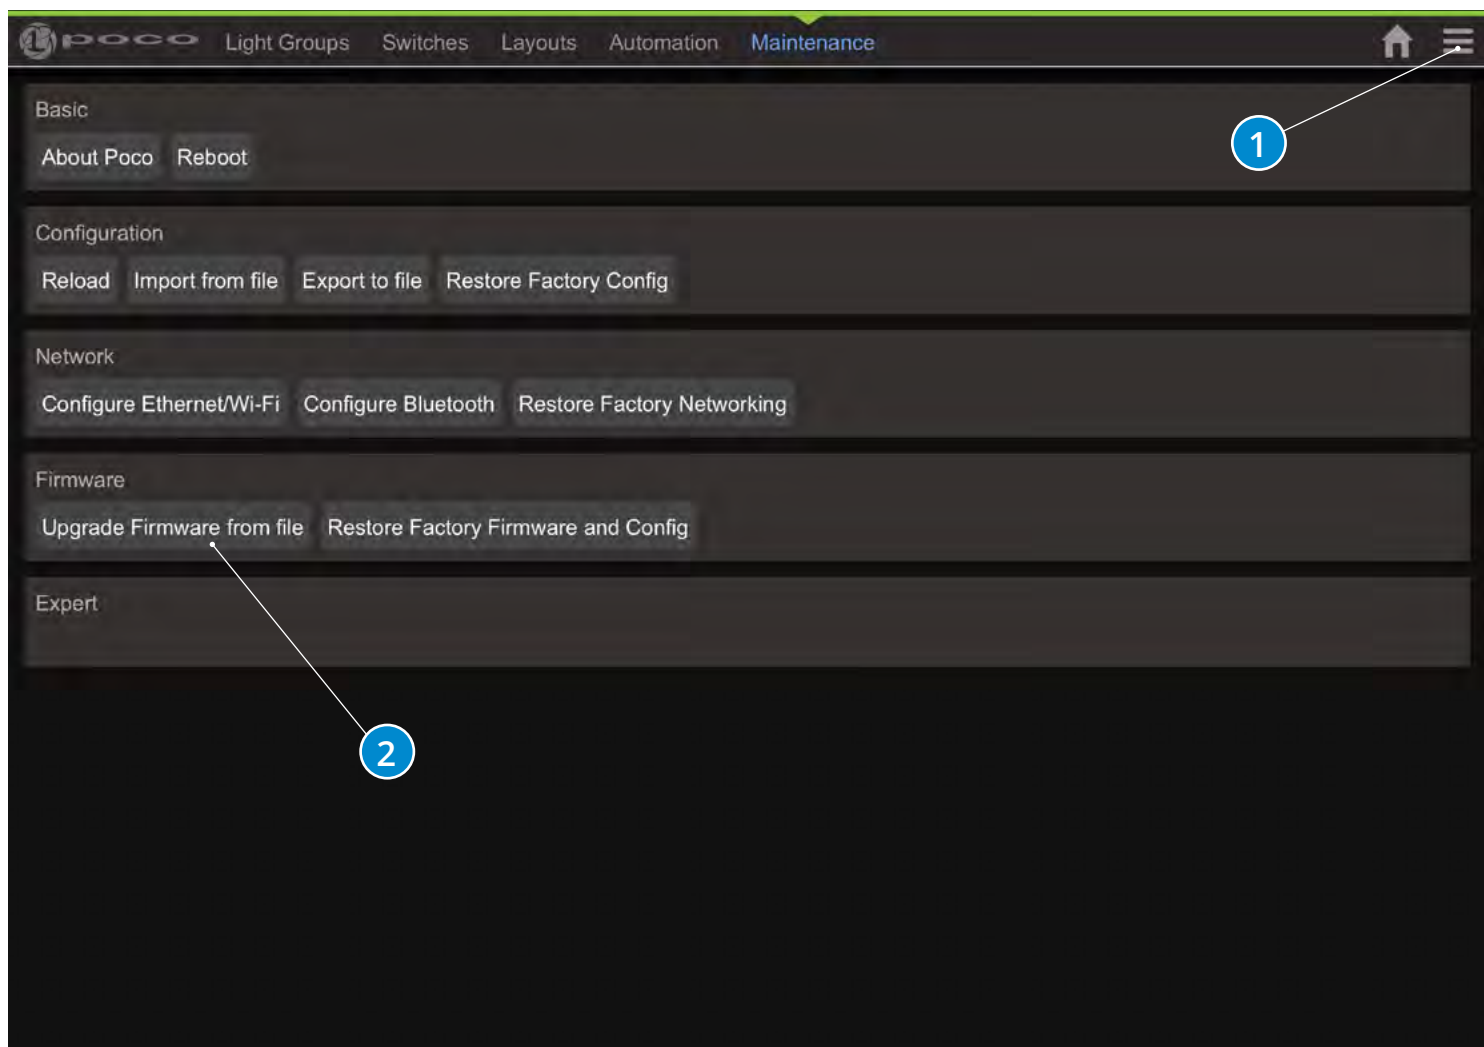 poco Light Groups Switches Layouts Automation Maintenance
Basic
1
About Poco Reboot
Configuration
Reload Import from file Export to file Restore Factory Config
Network
Configure Ethernet/Wi-Fi Configure Bluetooth Restore Factory Networking
Firmware
Upgrade Firmware from file Restore Factory Firmware and Config
Expert
2